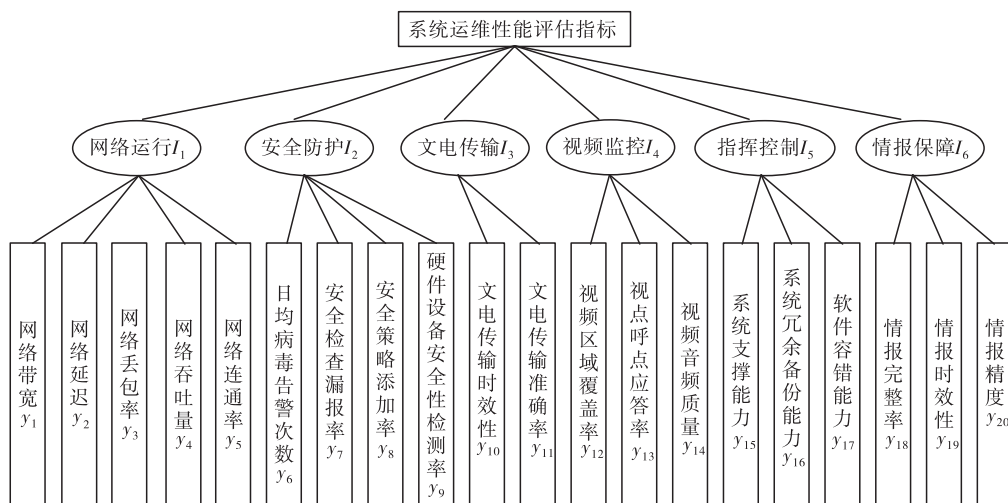 系统运维性能评估指标
网络运行I₁
安全防护I₂
文电传输I₃
视频监控I₄
指挥控制I₅
情报保障I₆
网络带宽y₁
网络延迟y₂
网络丢包率y₃
网络吞吐量y₄
网络连通率y₅
日均病毒告警次数y₆
安全检查漏报率y₇
安全策略添加率y₈
硬件设备安全性检测率y₉
文电传输时效性y₁₀
文电传输准确率y₁₁
视频区域覆盖率y₁₂
视点呼点应答率y₁₃
视频音频质量y₁₄
系统支撑能力y₁₅
系统冗余备份能力y₁₆
软件容错能力y₁₇
情报完整率y₁₈
情报时效性y₁₉
情报精度y₂₀